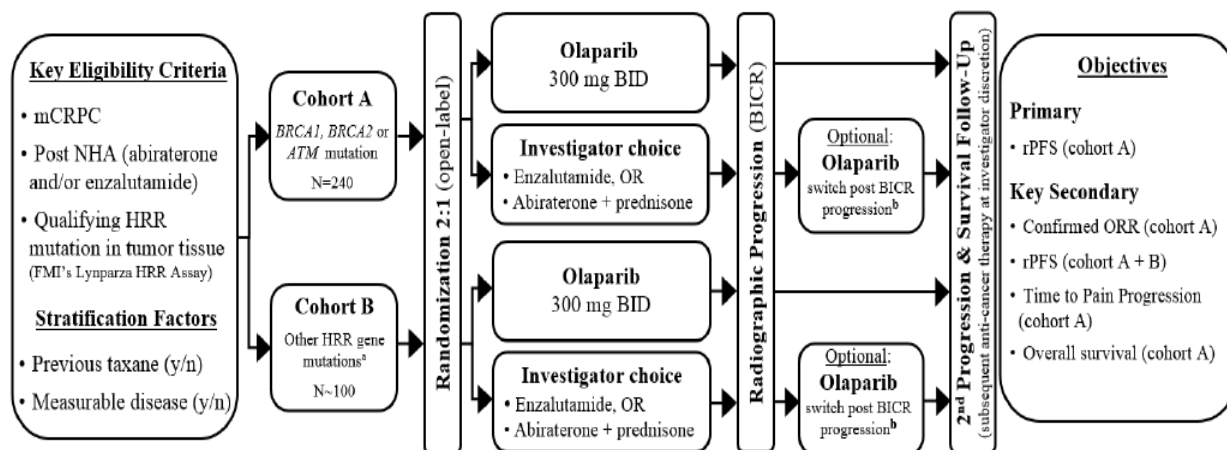 Key Eligibility Criteria
• mCRPC
• Post NHA (abiraterone
and/or enzalutamide)
• Qualifying HRR
mutation in tumor tissue
(FMI's Lynparza HRR Assay)
Stratification Factors
• Previous taxane (y/n)
• Measurable disease (y/n)
Cohort A
BRCA1, BRCA2 or
ATM mutation
N=240
Cohort B
Other HRR gene
mutationsᵃ
N~100
Randomization 2:1 (open-label)
Olaparib
300 mg BID
Investigator choice
• Enzalutamide, OR
• Abiraterone + prednisone
Olaparib
300 mg BID
Investigator choice
• Enzalutamide, OR
• Abiraterone + prednisone
Radiographic Progression (BICR)
Optional:
Olaparib
switch post BICR
progressionᵇ
Optional:
Olaparib
switch post BICR
progressionᵇ
2nd Progression & Survival Follow-Up
(subsequent anti-cancer therapy at investigator discretion)
Objectives
Primary
• rPFS (cohort A)
Key Secondary
• Confirmed ORR (cohort A)
• rPFS (cohort A + B)
• Time to Pain Progression
(cohort A)
• Overall survival (cohort A)